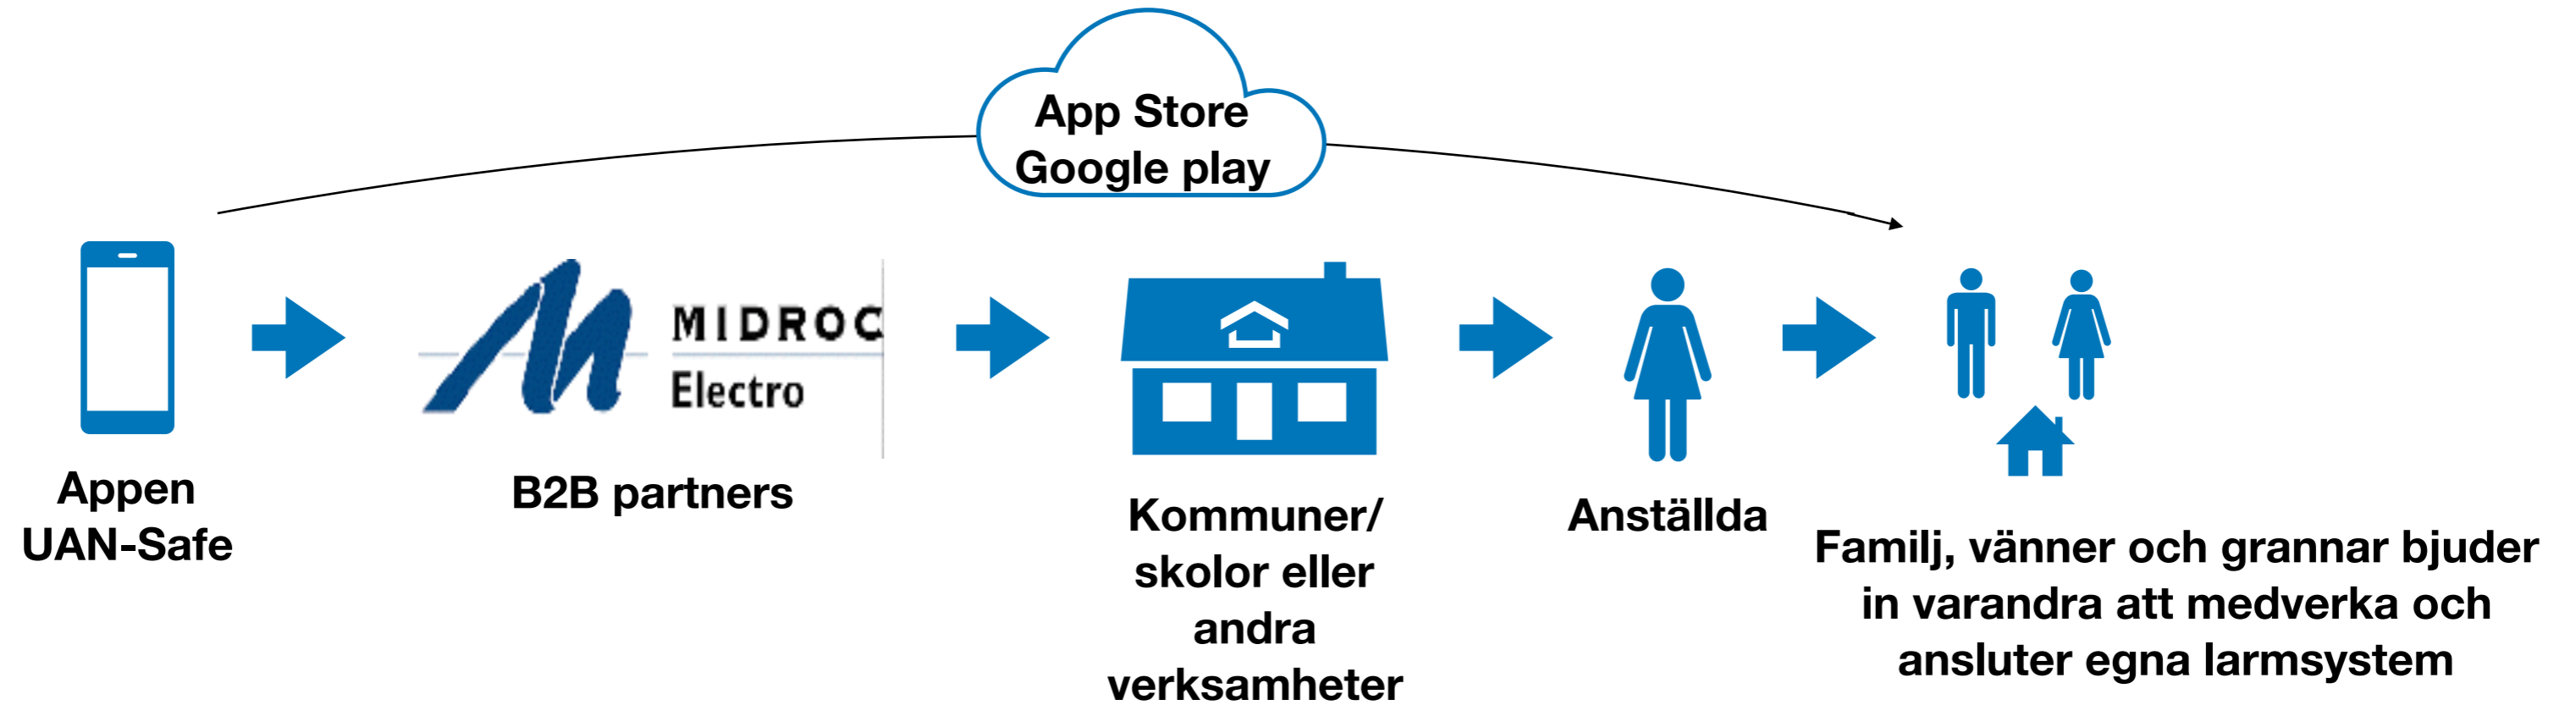 App Store
Google play
MIDROC
Electro
Appen
UAN-Safe
B2B partners
Kommuner/
skolor eller
andra
verksamheter
Anställda
Familj, vänner och grannar bjuder
in varandra att medverka och
ansluter egna larmsystem